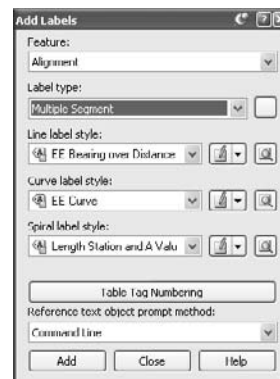 Add Labels
Feature:
Alignment
Label type:
Multiple Segment
Line label style:
EE Bearing over Distance
Curve label style:
EE Curve
Spiral label style:
Length Station and A Valu
Table Tag Numbering
Reference text object prompt method:
Command Line
Add Close Help